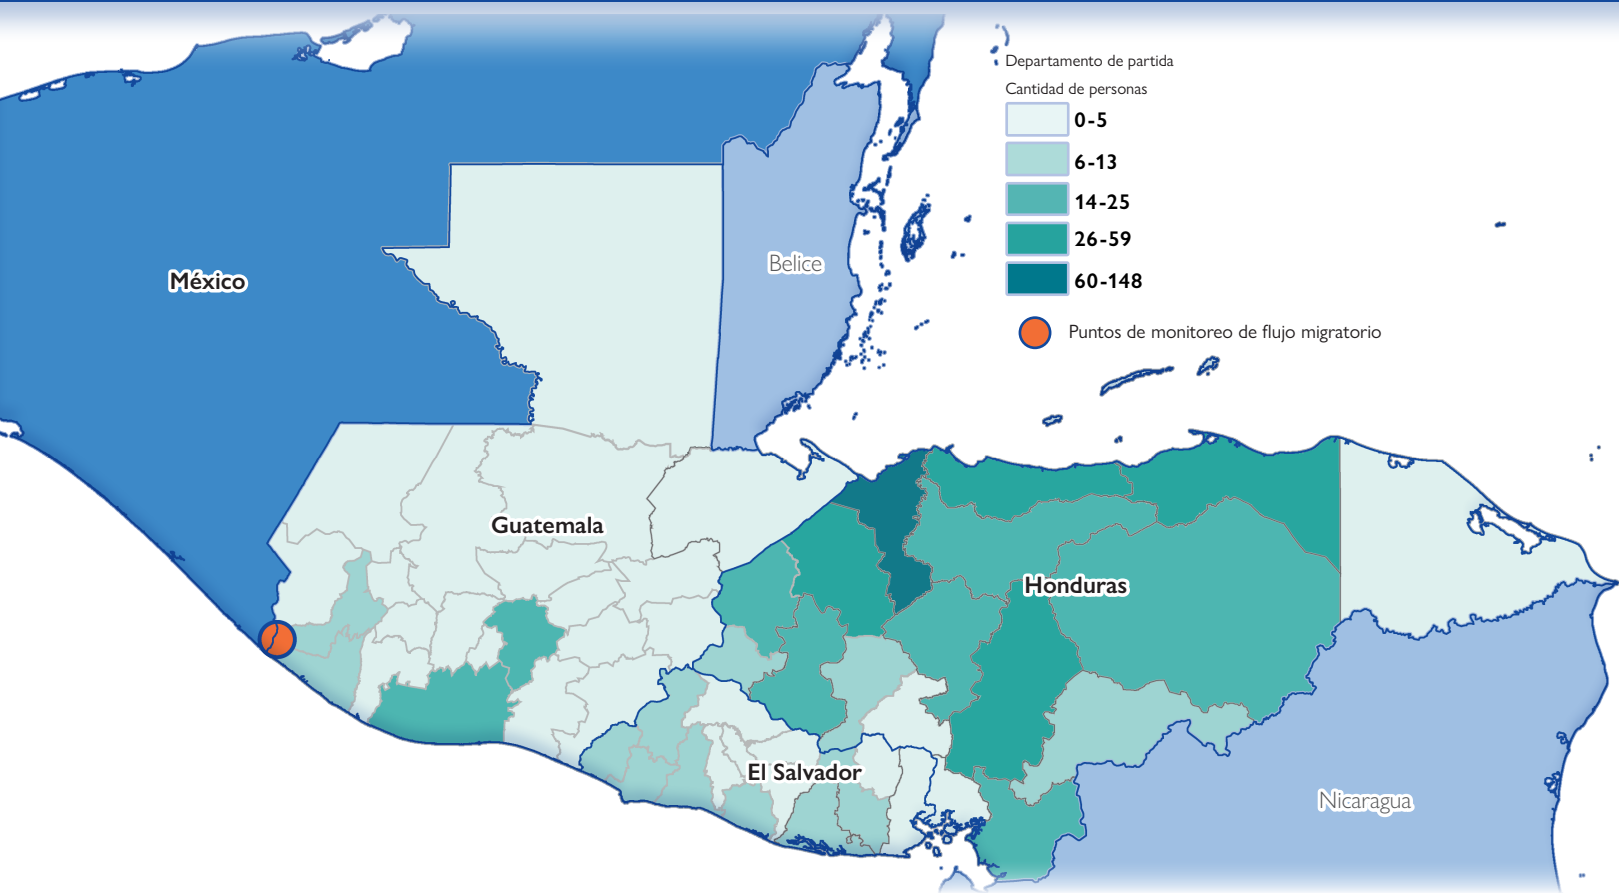 Departamento de partida
Cantidad de personas
0-5
6-13
14-25
26-59
60-148
Puntos de monitoreo de flujo migratorio
México
Belice
Guatemala
Honduras
El Salvador
Nicaragua